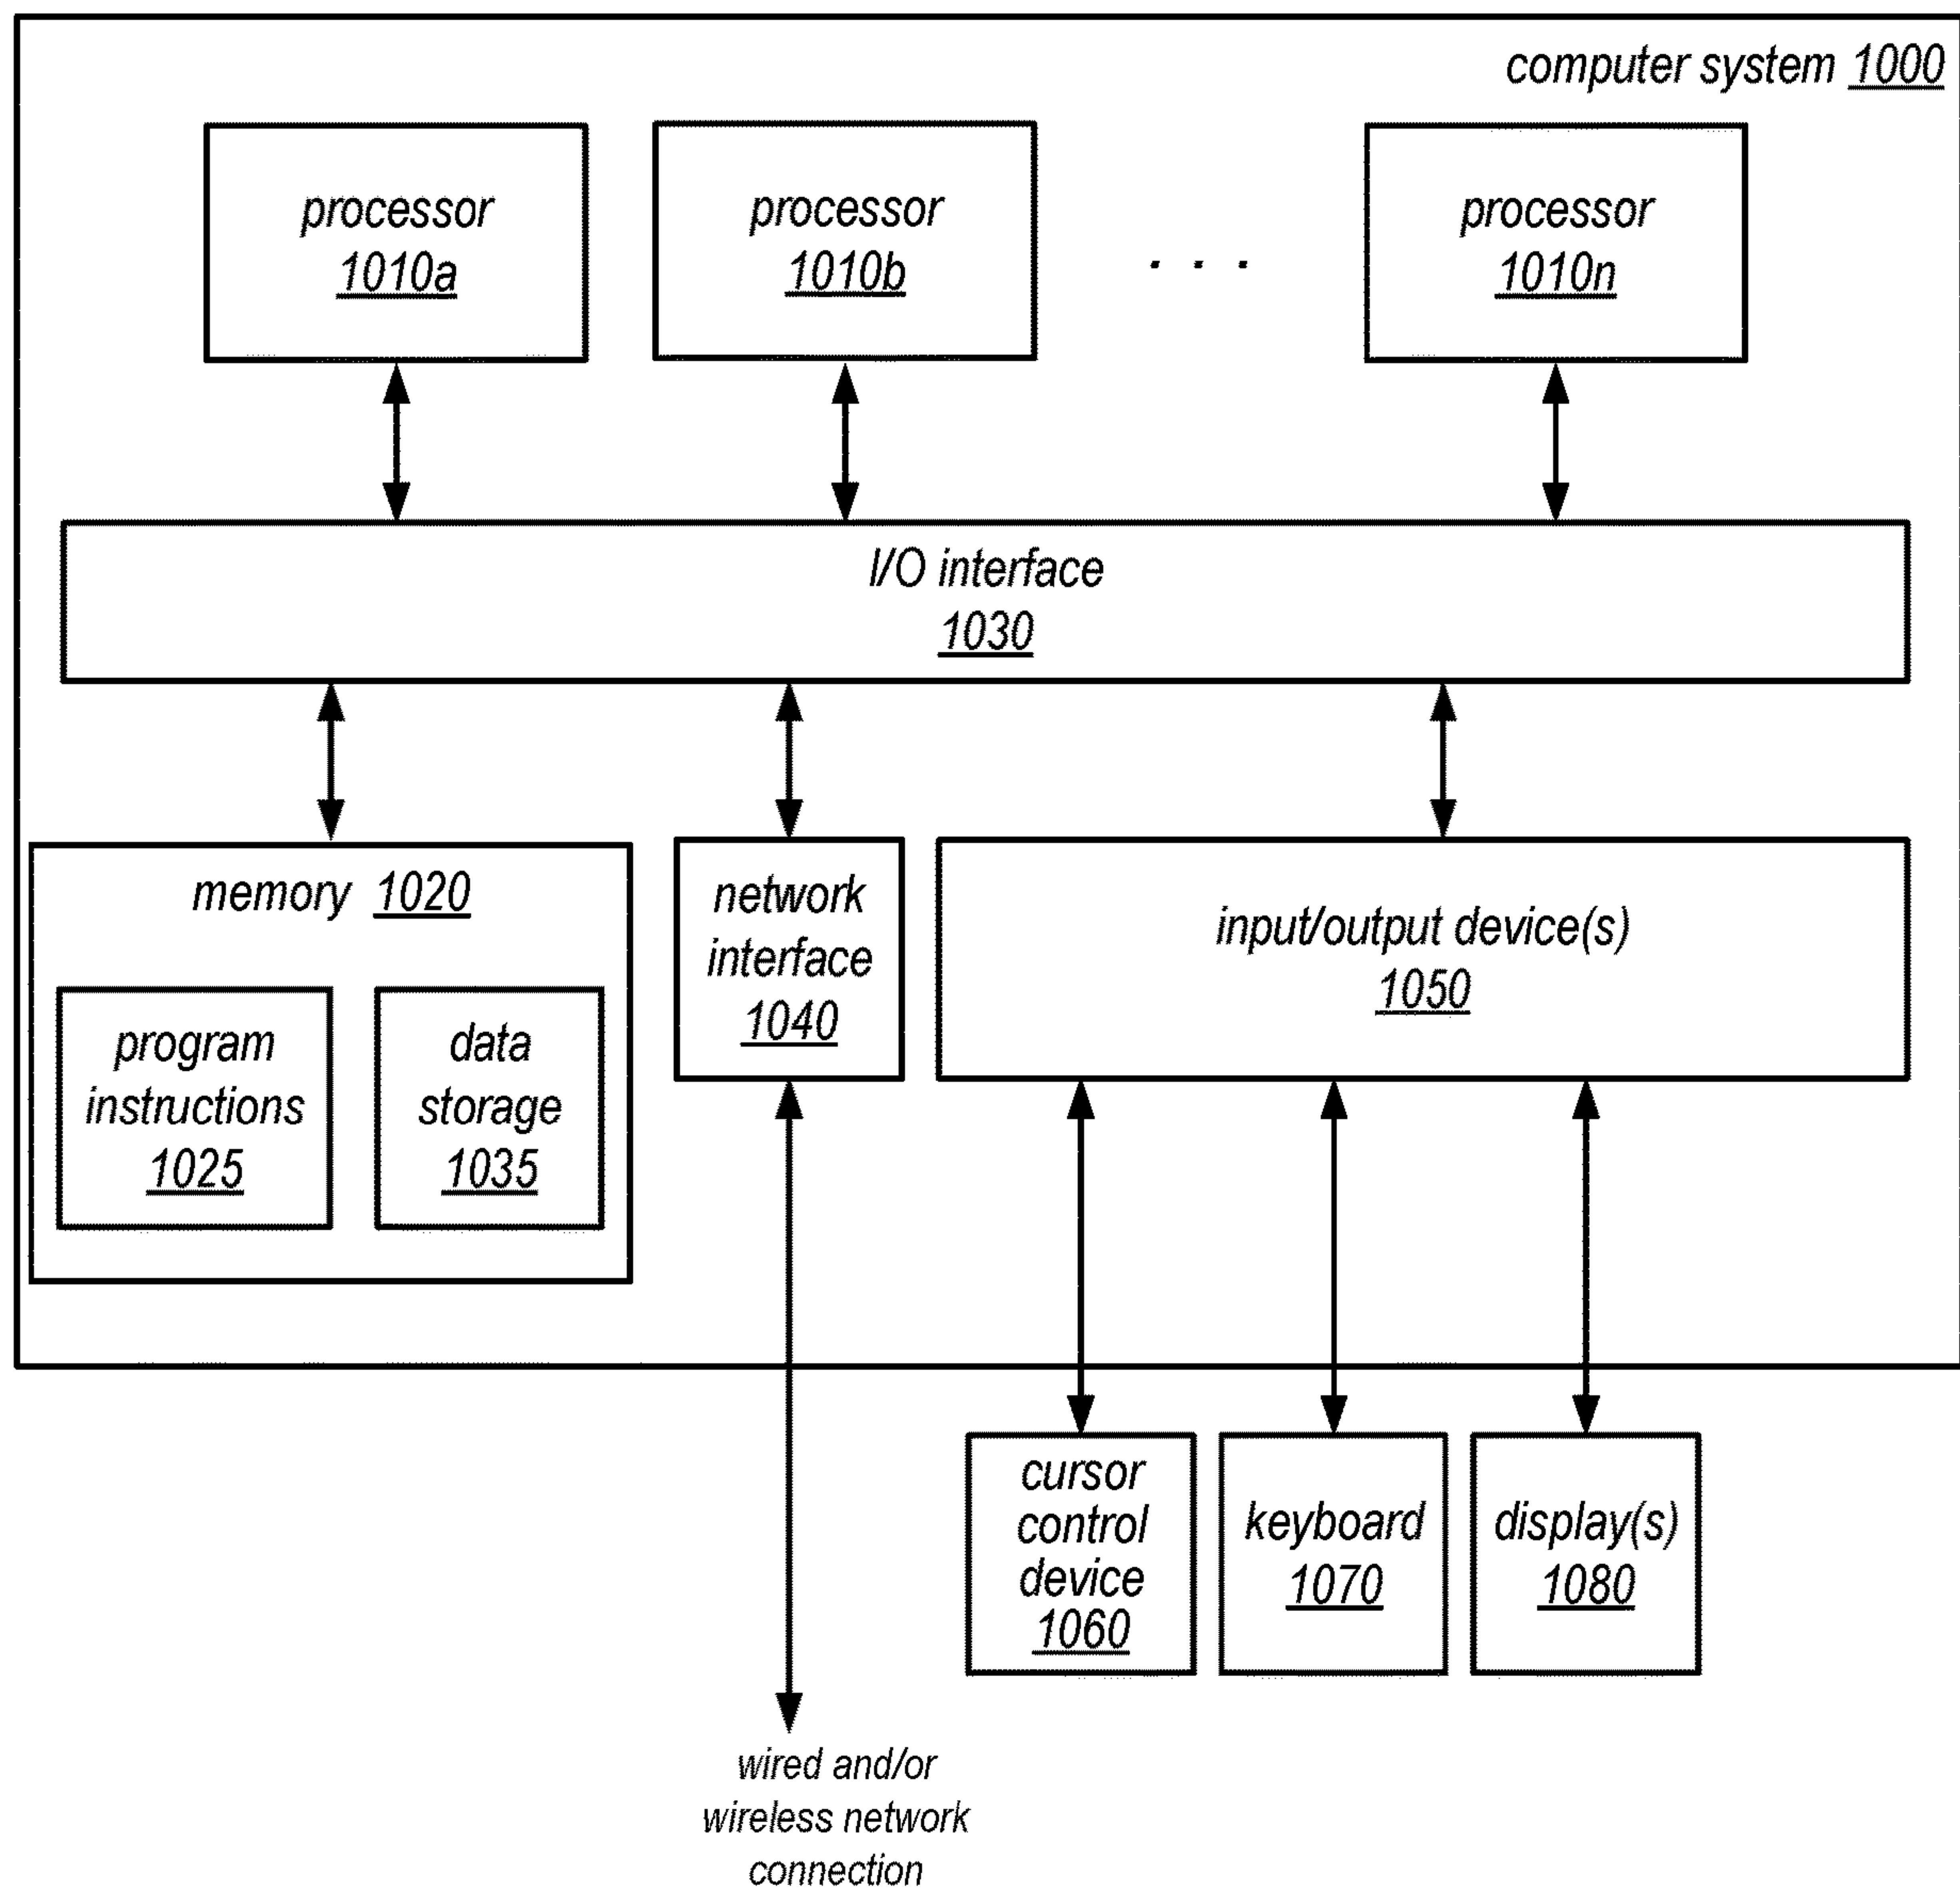 computer system 1000
processor
1010a
processor
1010b
. . .
processor
1010n
I/O interface
1030
memory 1020
program
instructions
1025
data
storage
1035
network
interface
1040
input/output device(s)
1050
cursor
control
device
1060
keyboard
1070
display(s)
1080
wired and/or
wireless network
connection